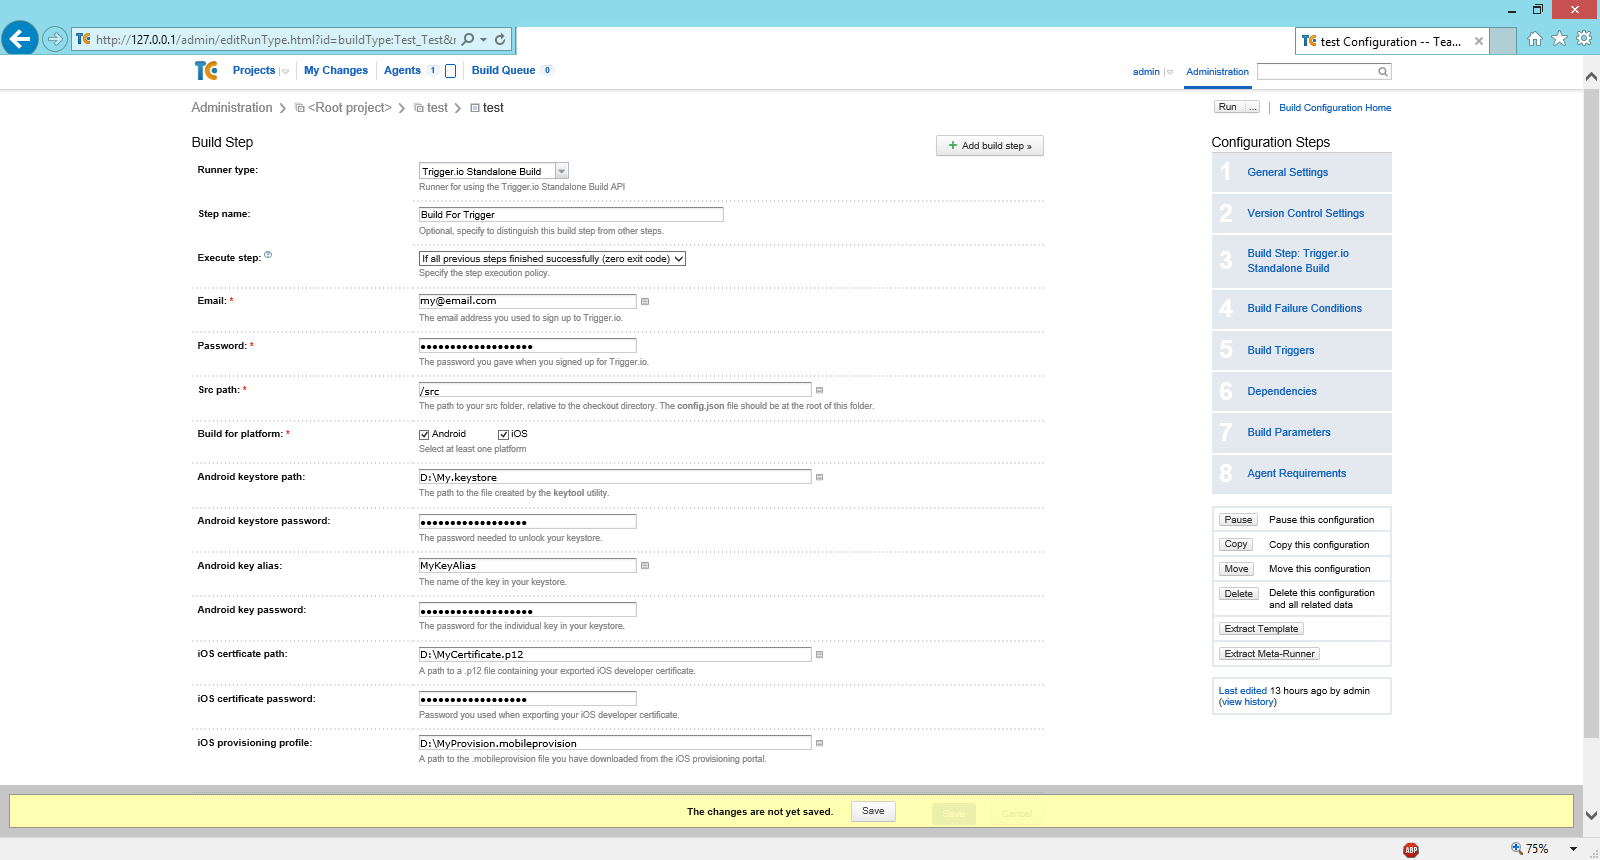 http://127.0.0.1/admin/editRunType.html?id=buildType:Test_Test&r
TC test Configuration -- Tea...
TC Projects My Changes Agents 1 Build Queue 0
admin Administration
Administration > <Root project> > test > test
Run ... Build Configuration Home
Build Step
+ Add build step »
Runner type: Trigger.io Standalone Build
Runner for using the Trigger.io Standalone Build API
Step name: Build For Trigger
Optional, specify to distinguish this build step from other steps.
Execute step: ? If all previous steps finished successfully (zero exit code)
Specify the step execution policy.
Email: * my@email.com
The email address you used to sign up to Trigger.io.
Password: * •••••••••••••••••••
The password you gave when you signed up for Trigger.io.
Src path: * /src
The path to your src folder, relative to the checkout directory. The config.json file should be at the root of this folder.
Build for platform: * Android iOS
Select at least one platform
Android keystore path: D:\My.keystore
The path to the file created by the keytool utility.
Android keystore password: ••••••••••••••••••
The password needed to unlock your keystore.
Android key alias: MyKeyAlias
The name of the key in your keystore.
Android key password: •••••••••••••••••••
The password for the individual key in your keystore.
iOS certficate path: D:\MyCertificate.p12
A path to a .p12 file containing your exported iOS developer certificate.
iOS certificate password: ••••••••••••••••••
Password you used when exporting your iOS developer certificate.
iOS provisioning profile: D:\MyProvision.mobileprovision
A path to the .mobileprovision file you have downloaded from the iOS provisioning portal.
Configuration Steps
1 General Settings
2 Version Control Settings
3 Build Step: Trigger.io
Standalone Build
4 Build Failure Conditions
5 Build Triggers
6 Dependencies
7 Build Parameters
8 Agent Requirements
Pause Pause this configuration
Copy Copy this configuration
Move Move this configuration
Delete Delete this configuration
and all related data
Extract Template
Extract Meta-Runner
Last edited 13 hours ago by admin
(view history)
The changes are not yet saved. Save Save Cancel
ABP 75%